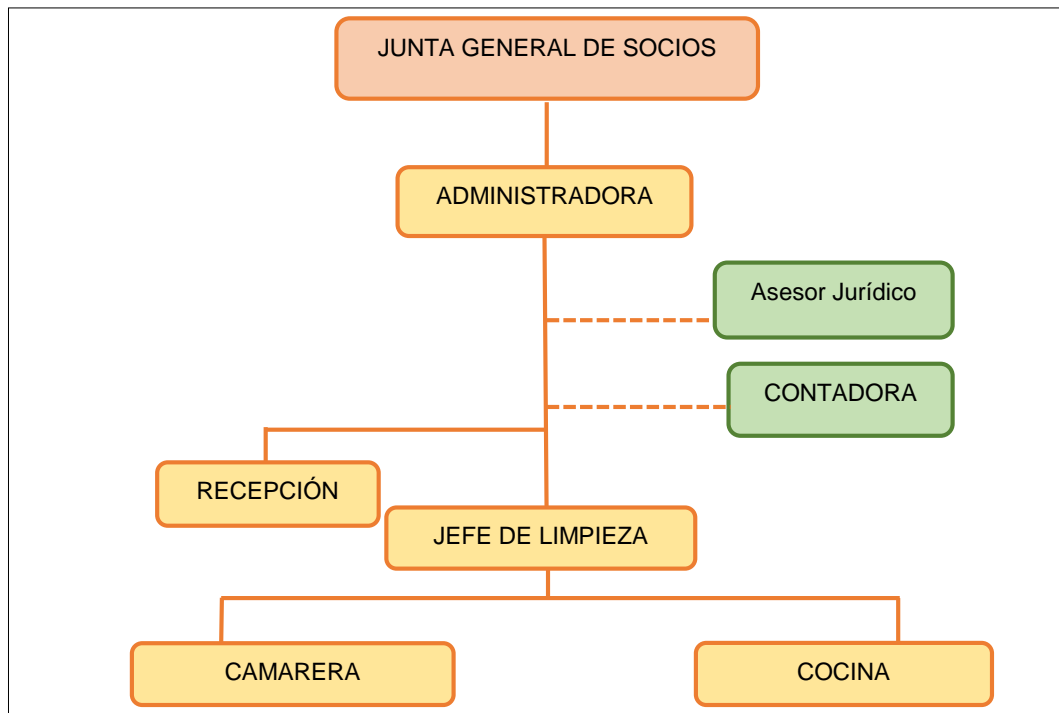 JUNTA GENERAL DE SOCIOS
ADMINISTRADORA
Asesor Jurídico
CONTADORA
RECEPCIÓN
JEFE DE LIMPIEZA
CAMARERA
COCINA